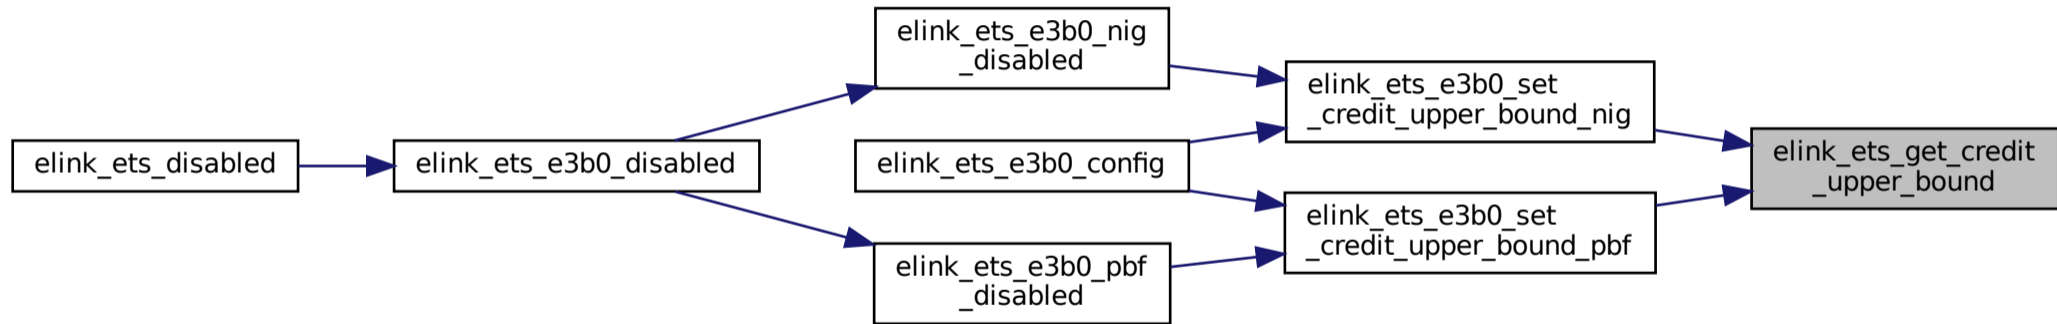 elink_ets_disabled
elink_ets_e3b0_disabled
elink_ets_e3b0_nig
_disabled
elink_ets_e3b0_config
elink_ets_e3b0_pbf
_disabled
elink_ets_e3b0_set
_credit_upper_bound_nig
elink_ets_e3b0_set
_credit_upper_bound_pbf
elink_ets_get_credit
_upper_bound